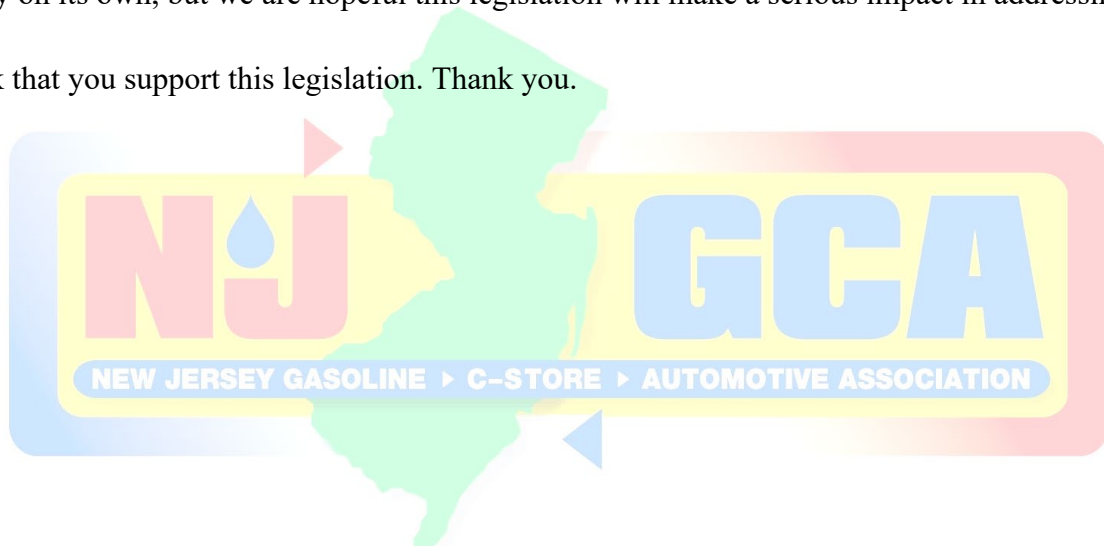 on its own, but we are hopeful this legislation will make a serious impact in
that you support this legislation. Thank you.
NJ GCA
NEW JERSEY GASOLINE ▸ C-STORE ▸ AUTOMOTIVE ASSOCIATION